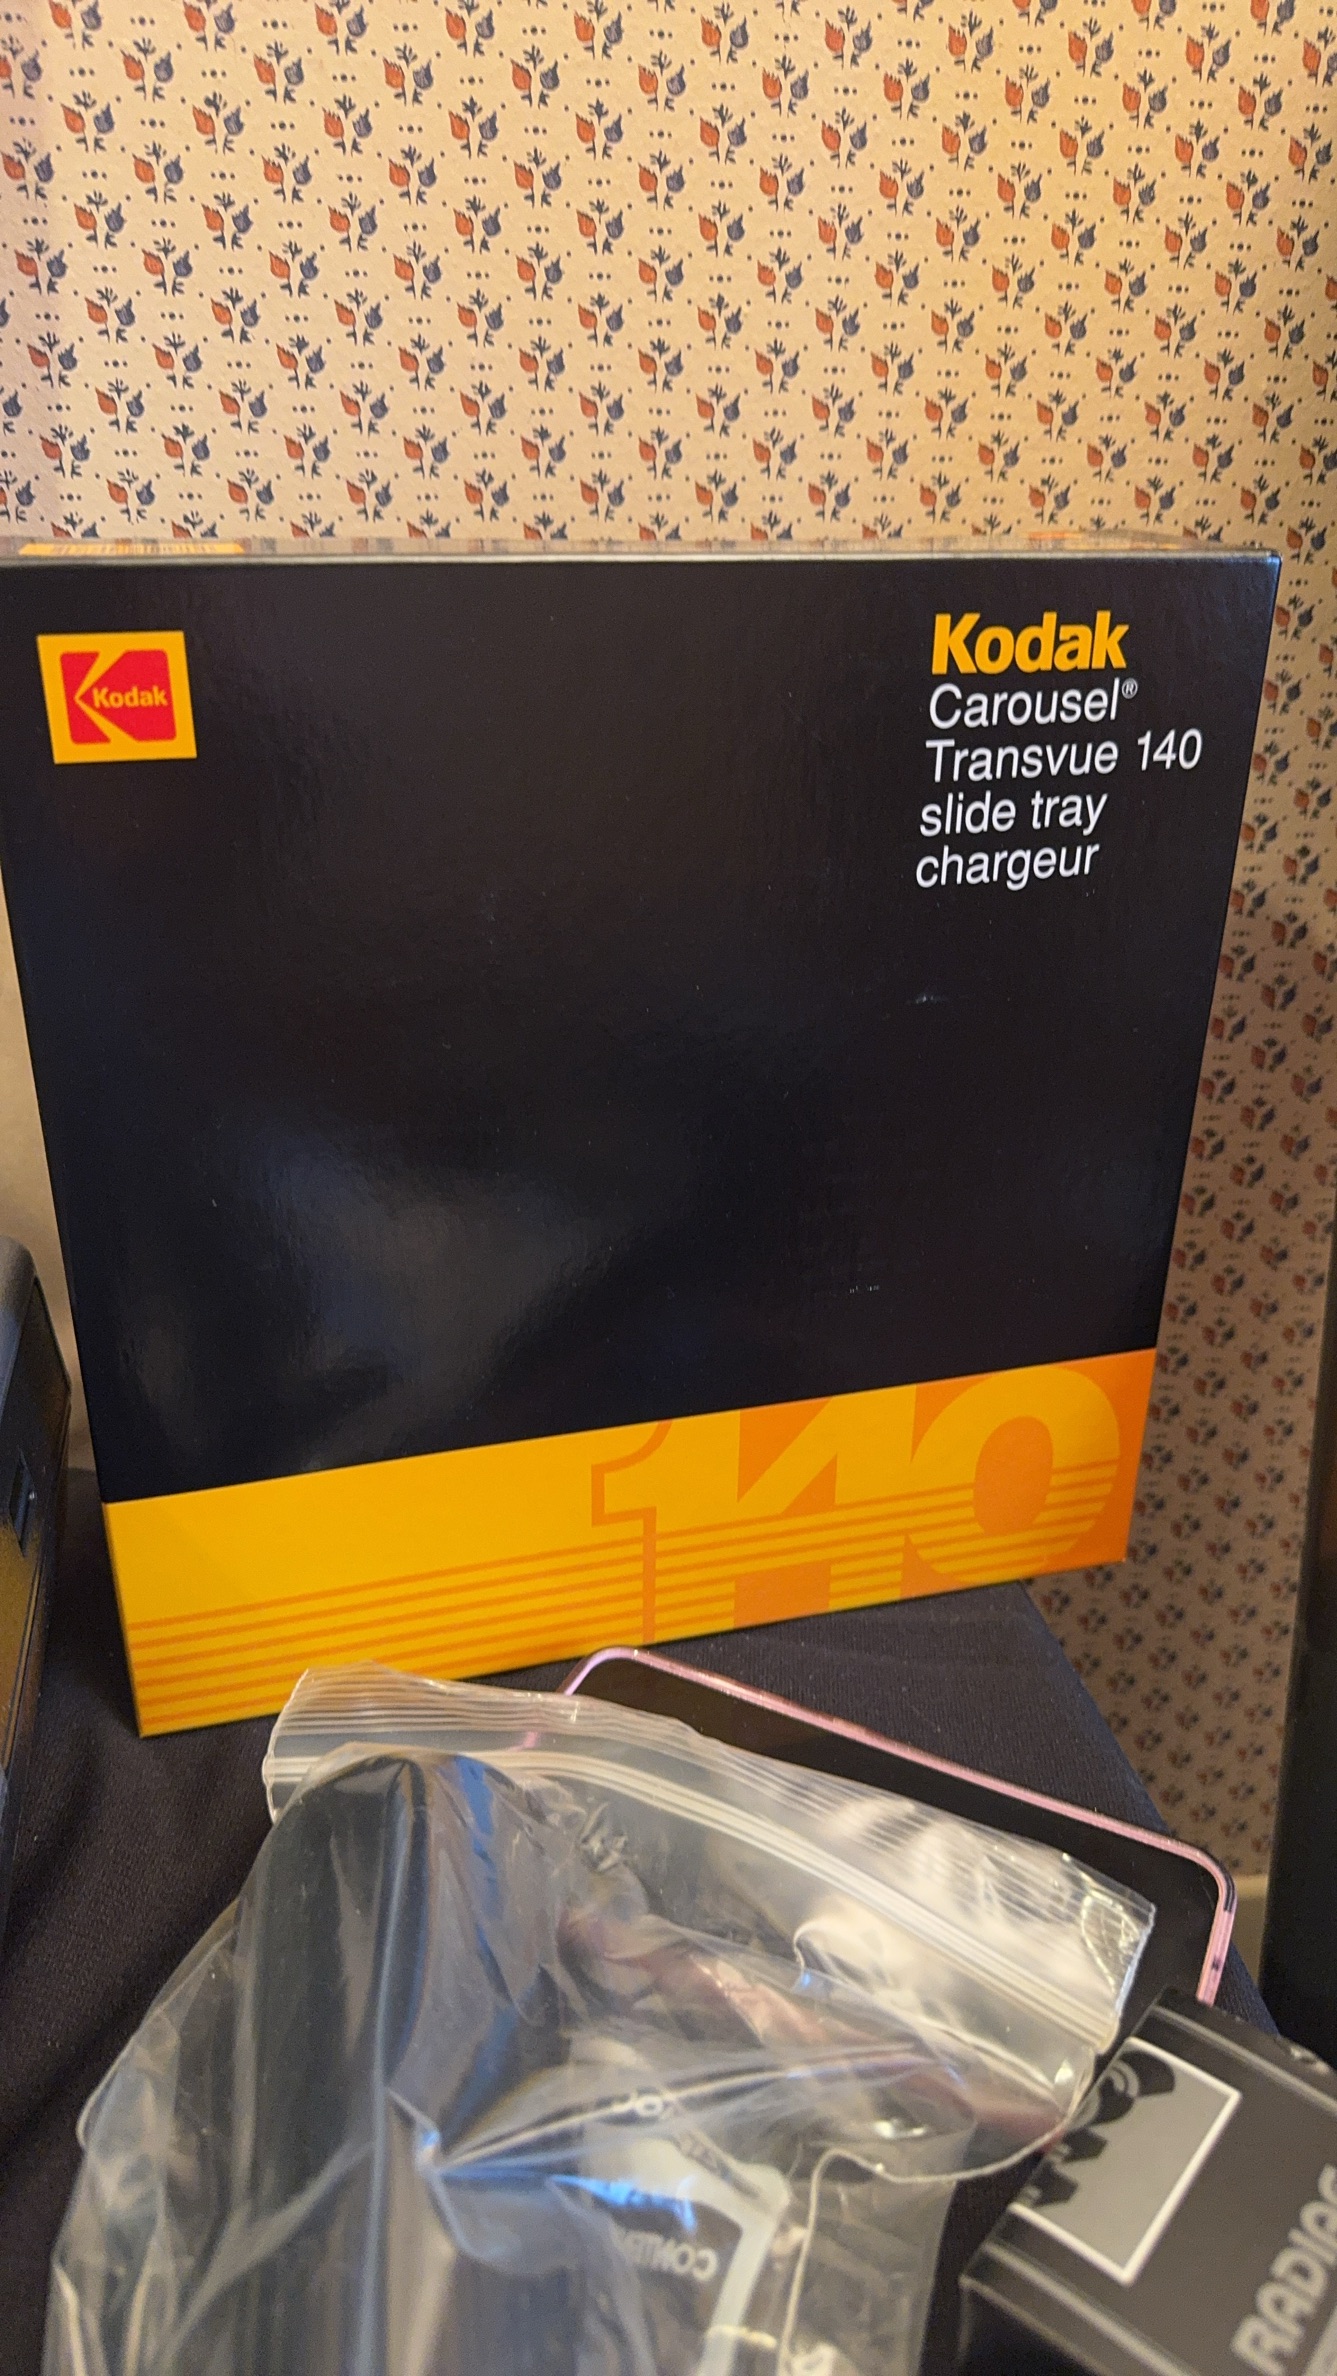 Kodak
Kodak
Carousel®
Transvue 140
slide tray
chargeur
140